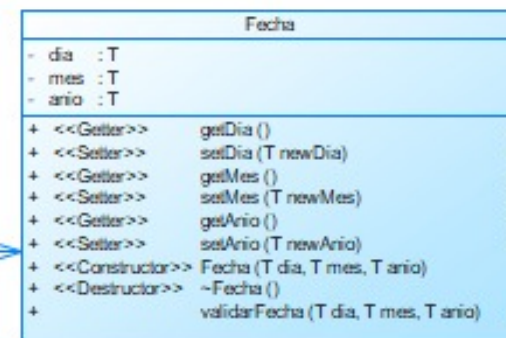 Fecha
- dia : T
- mes : T
- anio : T
+ <<Getter>> getDia ()
+ <<Setter>> setDia (T newDia)
+ <<Getter>> getMes ()
+ <<Setter>> setMes (T newMes)
+ <<Getter>> getAnio ()
+ <<Setter>> setAnio (T newAnio)
+ <<Constructor>> Fecha (T dia, T mes, T anio)
+ <<Destructor>> ~Fecha ()
+ validarFecha (T dia, T mes, T anio)